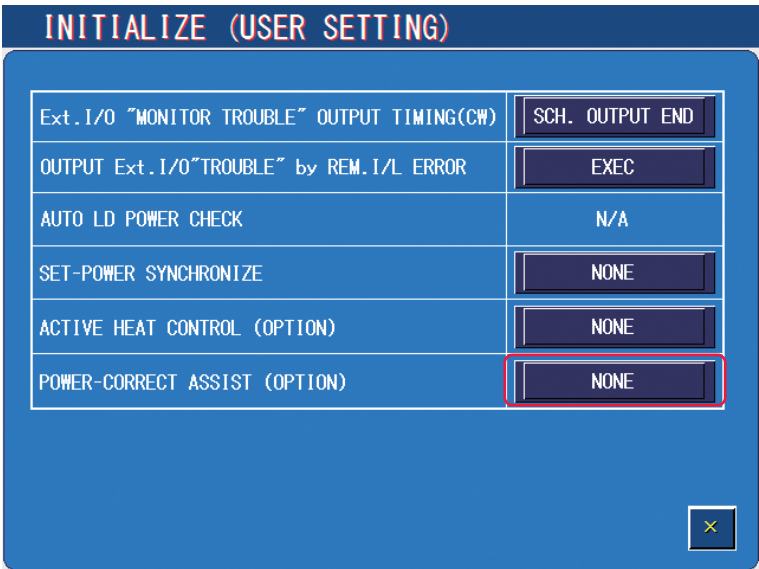 INITIALIZE (USER SETTING)
Ext.I/O "MONITOR TROUBLE" OUTPUT TIMING(CW) SCH. OUTPUT END
OUTPUT Ext.I/O"TROUBLE" by REM.I/L ERROR EXEC
AUTO LD POWER CHECK N/A
SET-POWER SYNCHRONIZE NONE
ACTIVE HEAT CONTROL (OPTION) NONE
POWER-CORRECT ASSIST (OPTION) NONE
×